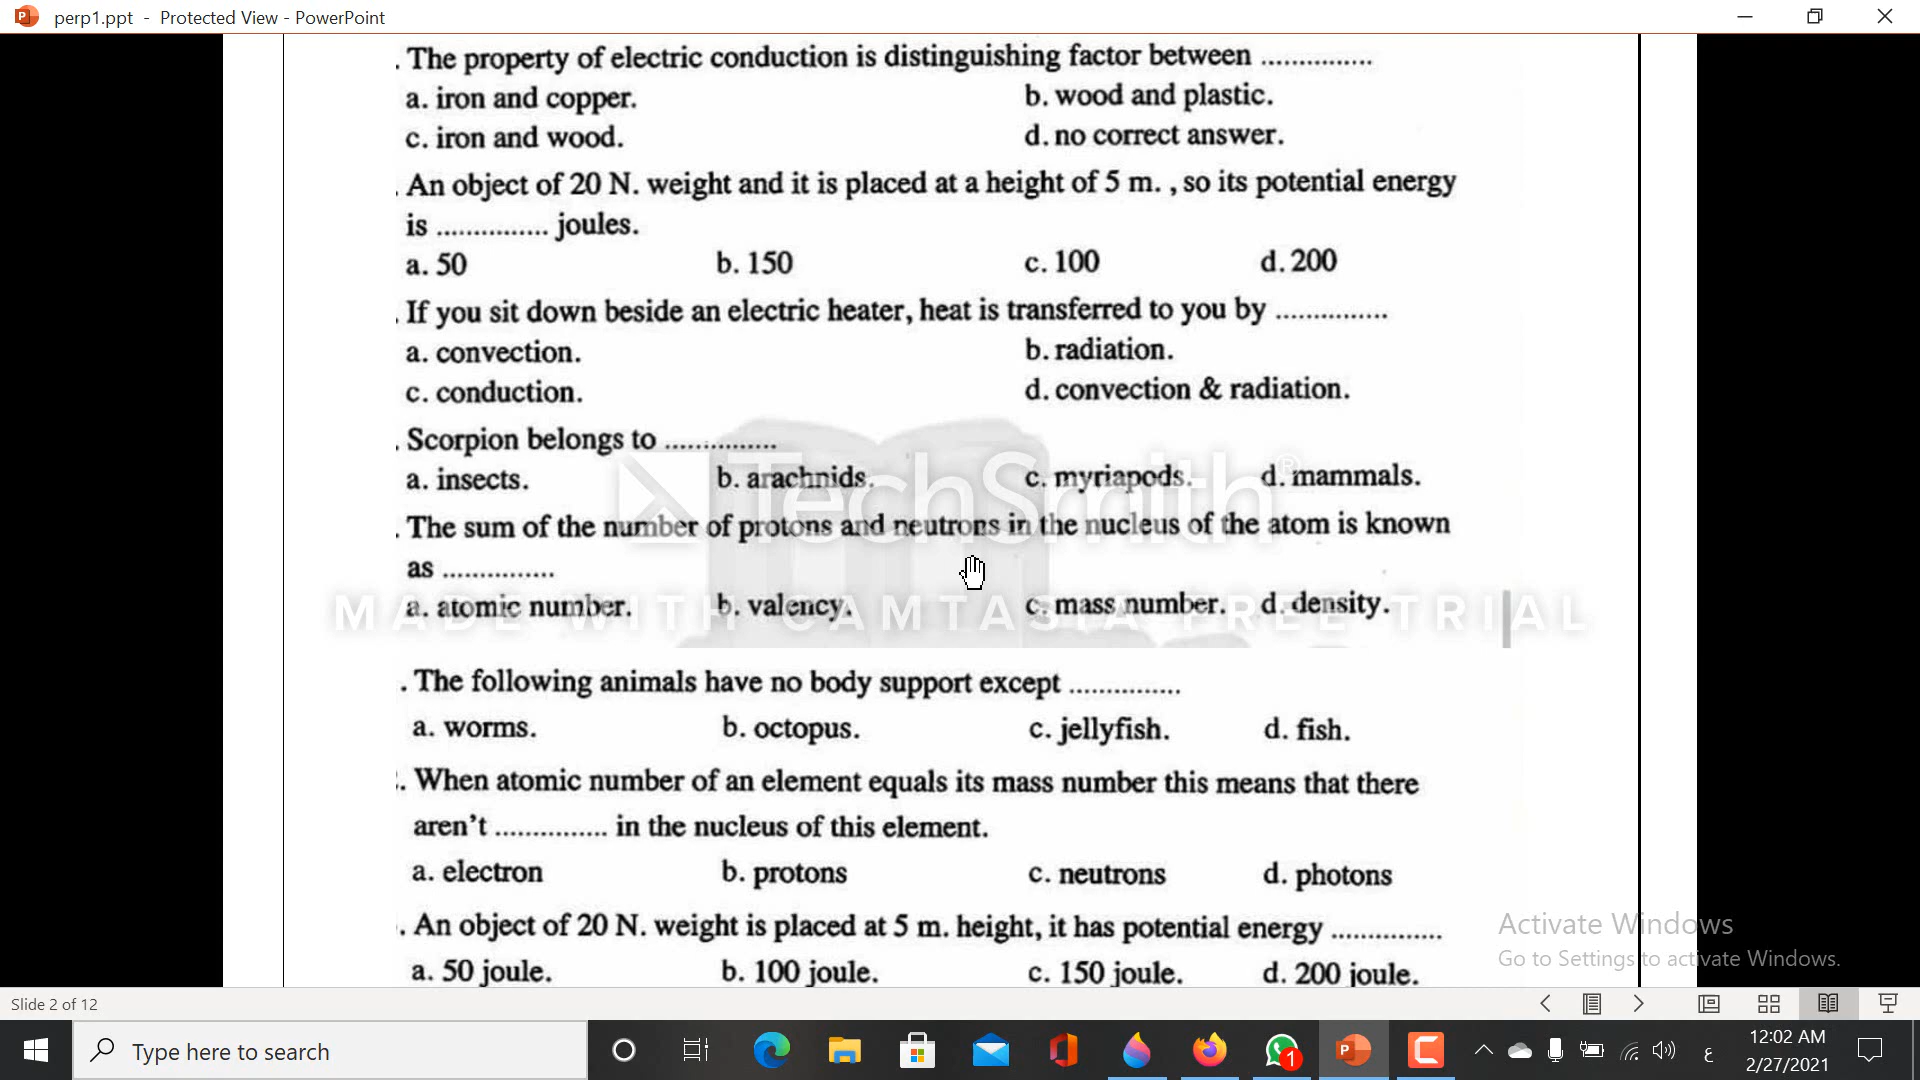 perp1.ppt - Protected View - PowerPoint
. The property of electric conduction is distinguishing factor between ...............
a. iron and copper. b. wood and plastic.
c. iron and wood. d. no correct answer.
. An object of 20 N. weight and it is placed at a height of 5 m. , so its potential energy
is ............... joules.
a. 50 b. 150 c. 100 d. 200
. If you sit down beside an electric heater, heat is transferred to you by ...............
a. convection. b. radiation.
c. conduction. d. convection & radiation.
. Scorpion belongs to ...............
a. insects. b. arachnids. c. myriapods. d. mammals.
TechSmith®
. The sum of the number of protons and neutrons in the nucleus of the atom is known
as ...............
a. atomic number. b. valency. c. mass number. d. density.
MADE WITH CAMTASIA FREE TRIAL
. The following animals have no body support except ...............
a. worms. b. octopus. c. jellyfish. d. fish.
. When atomic number of an element equals its mass number this means that there
aren't ............... in the nucleus of this element.
a. electron b. protons c. neutrons d. photons
. An object of 20 N. weight is placed at 5 m. height, it has potential energy ...............
a. 50 joule. b. 100 joule. c. 150 joule. d. 200 joule.
Activate Windows
Go to Settings to activate Windows.
Slide 2 of 12
Type here to search
1
ع
12:02 AM
2/27/2021